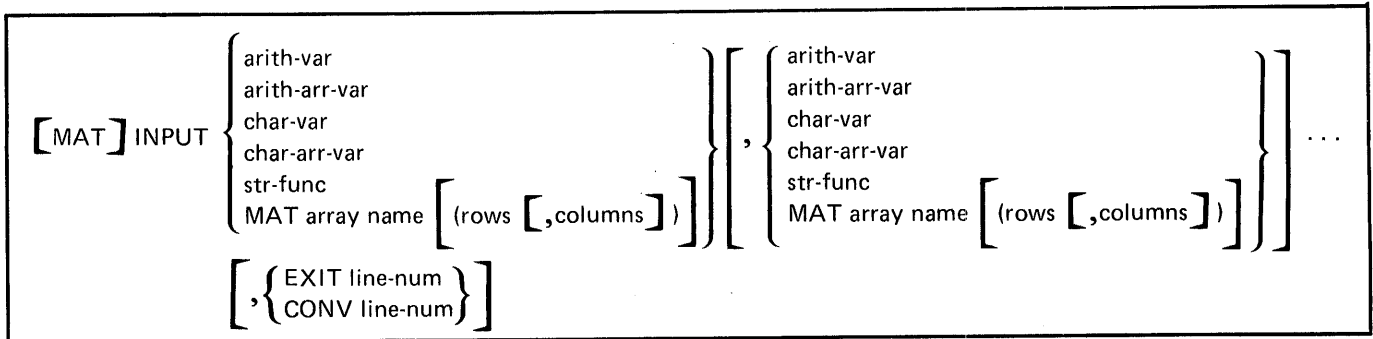 arith-var arith-var
arith-arr-var arith-arr-var
[MAT] INPUT { char-var } [ , { char-var } ] ...
char-arr-var char-arr-var
str-func str-func
MAT array name [(rows [,columns])] MAT array name [(rows [,columns])]
[ , { EXIT line-num
CONV line-num } ]